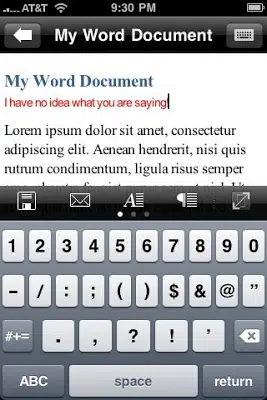 AT&T
9:30 PM
My Word Document
My Word Document
I have no idea what you are saying
Lorem ipsum dolor sit amet, consectetur
adipiscing elit. Aenean hendrerit, nisi quis
rutrum condimentum, ligula risus semper
1 2 3 4 5 6 7 8 9 0
- / : ; ( ) $ & @ "
#+= . , ? ! '
ABC space return